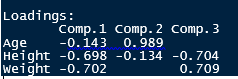 Loadings:
       Comp.1 Comp.2 Comp.3
Age    -0.143  0.989
Height -0.698 -0.134 -0.704
Weight -0.702         0.709